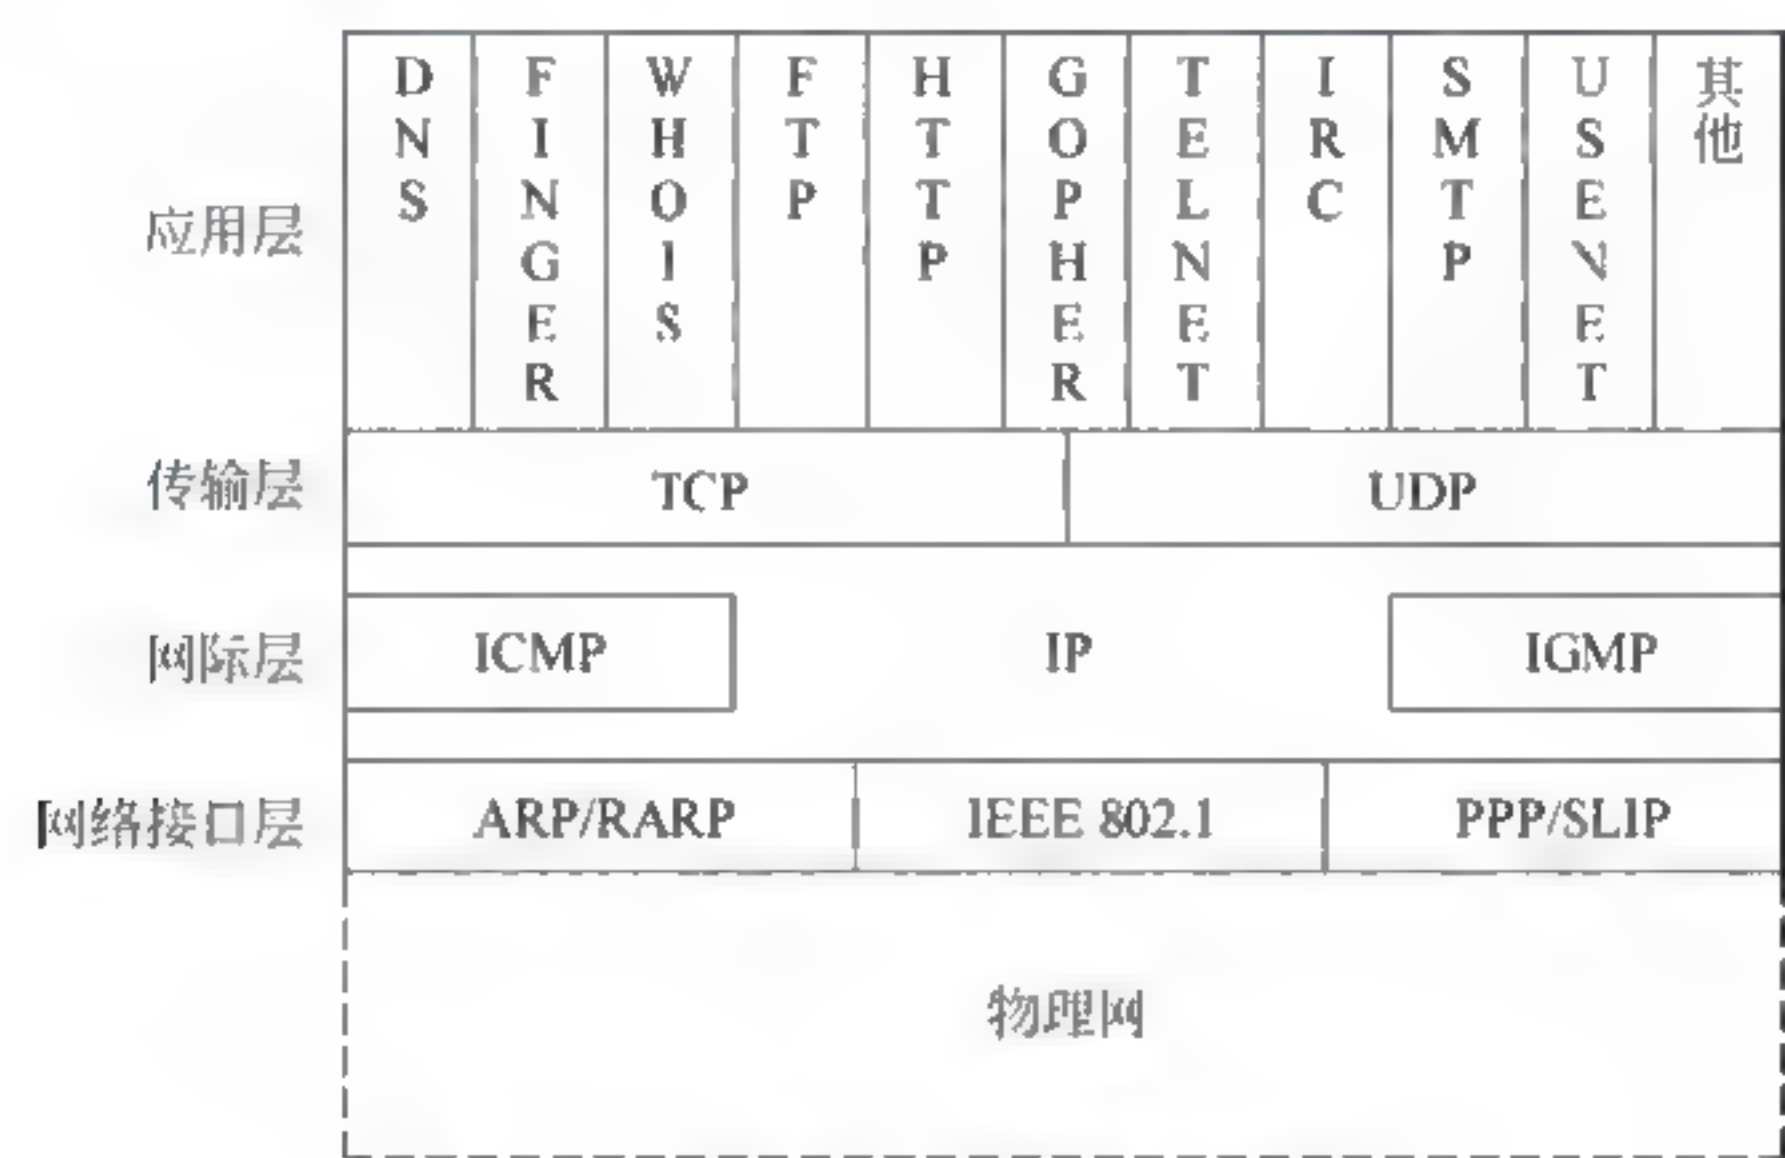 应用层
DNS
FINGER
WHOIS
FTP
HTTP
GOPHER
TELNET
IRC
SMTP
USENET
其他
传输层
TCP
UDP
网际层
ICMP
IP
IGMP
网络接口层
ARP/RARP
IEEE 802.1
PPP/SLIP
物理网